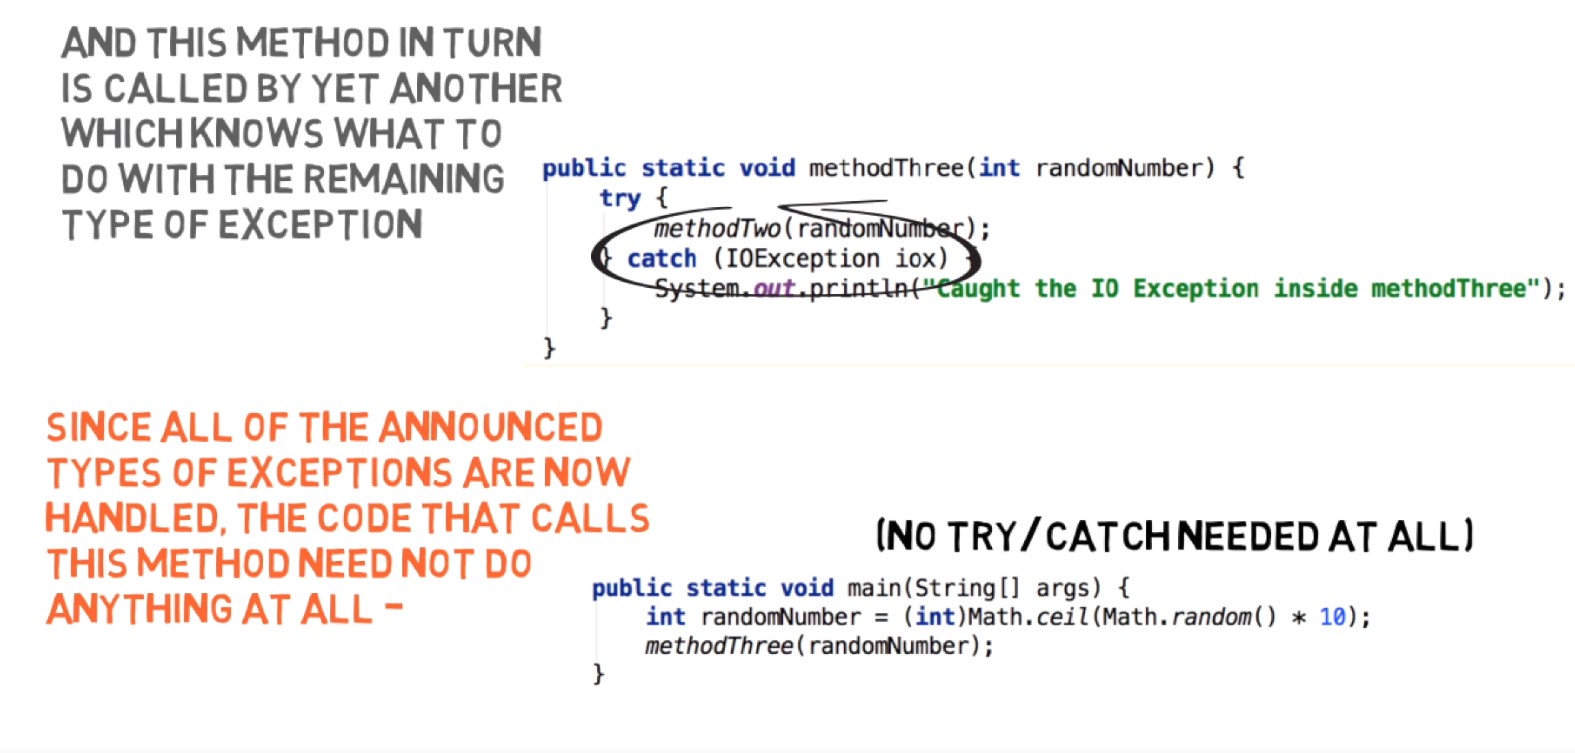 AND THIS METHOD IN TURN
IS CALLED BY YET ANOTHER
WHICH KNOWS WHAT TO
DO WITH THE REMAINING
TYPE OF EXCEPTION
public static void methodThree(int randomNumber) {
try {
methodTwo(randomNumber);
} catch (IOException iox) {
System.out.println("Caught the IO Exception inside methodThree");
}
}
SINCE ALL OF THE ANNOUNCED
TYPES OF EXCEPTIONS ARE NOW
HANDLED, THE CODE THAT CALLS
THIS METHOD NEED NOT DO
ANYTHING AT ALL -
(NO TRY/CATCH NEEDED AT ALL)
public static void main(String[] args) {
int randomNumber = (int)Math.ceil(Math.random() * 10);
methodThree(randomNumber);
}